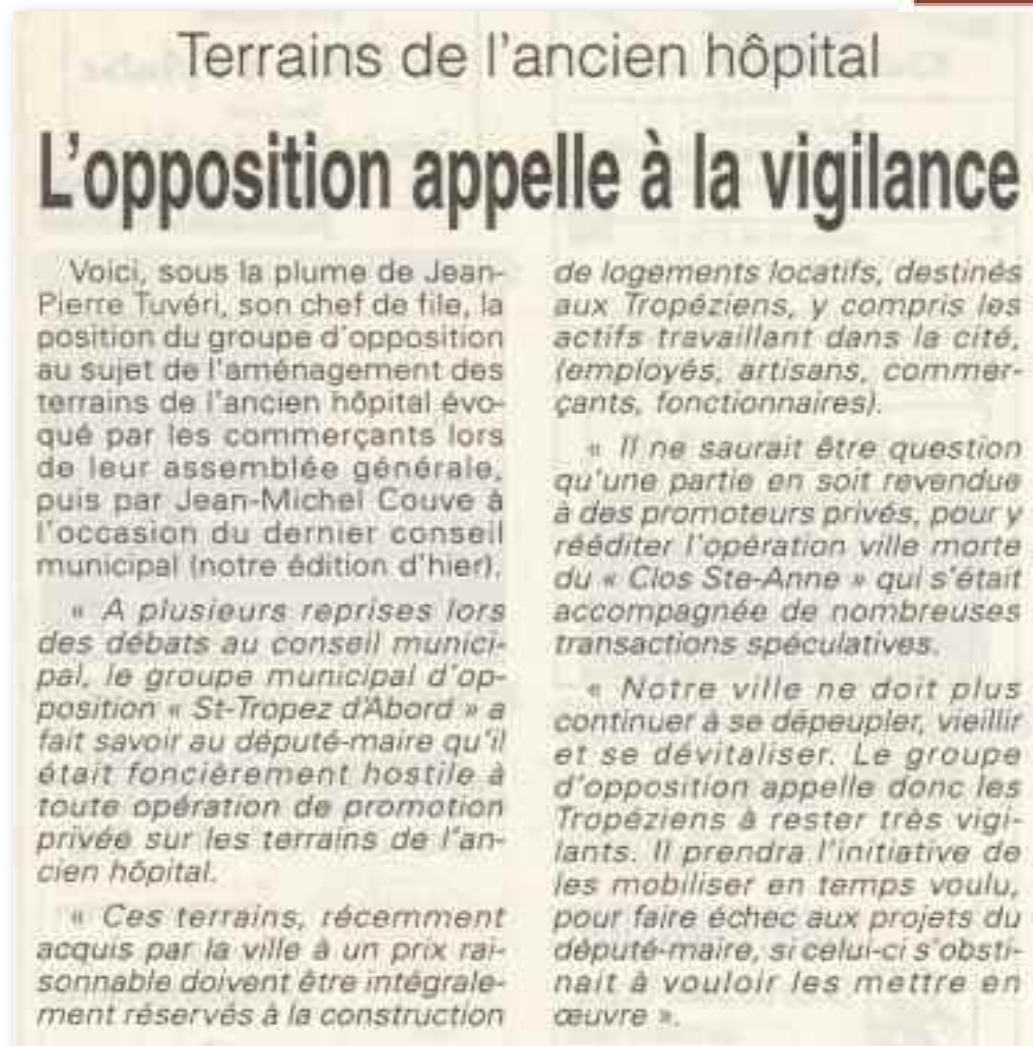 Terrains de l'ancien hôpital
L'opposition appelle à la vigilance
Voici, sous la plume de Jean-
Pierre Tuvéri, son chef de file, la
position du groupe d'opposition
au sujet de l'aménagement des
terrains de l'ancien hôpital évo-
qué par les commerçants lors
de leur assemblée générale,
puis par Jean-Michel Couve à
l'occasion du dernier conseil
municipal (notre édition d'hier).
« A plusieurs reprises lors
des débats au conseil munici-
pal, le groupe municipal d'op-
position « St-Tropez d'Abord » a
fait savoir au député-maire qu'il
était foncièrement hostile à
toute opération de promotion
privée sur les terrains de l'an-
cien hôpital.
« Ces terrains, récemment
acquis par la ville à un prix rai-
sonnable doivent être intégrale-
ment réservés à la construction
de logements locatifs, destinés
aux Tropéziens, y compris les
actifs travaillant dans la cité,
(employés, artisans, commer-
çants, fonctionnaires).
« Il ne saurait être question
qu'une partie en soit revendue
à des promoteurs privés, pour y
rééditer l'opération ville morte
du « Clos Ste-Anne » qui s'était
accompagnée de nombreuses
transactions spéculatives.
« Notre ville ne doit plus
continuer à se dépeupler, vieillir
et se dévitaliser. Le groupe
d'opposition appelle donc les
Tropéziens à rester très vigi-
lants. Il prendra l'initiative de
les mobiliser en temps voulu,
pour faire échec aux projets du
député-maire, si celui-ci s'obsti-
nait à vouloir les mettre en
œuvre ».